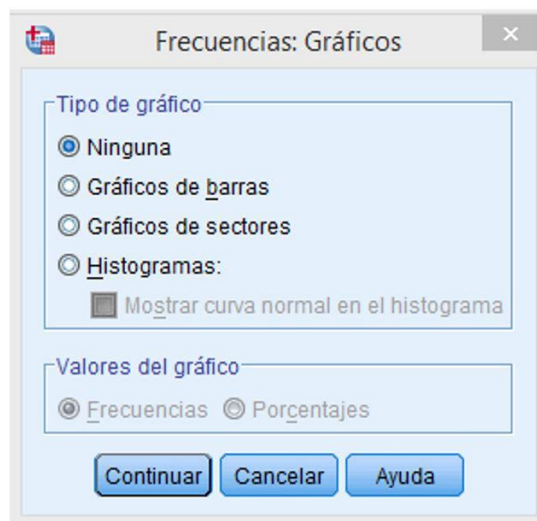 Frecuencias: Gráficos
Tipo de gráfico
Ninguna
Gráficos de barras
Gráficos de sectores
Histogramas:
Mostrar curva normal en el histograma
Valores del gráfico
Frecuencias Porcentajes
Continuar Cancelar Ayuda